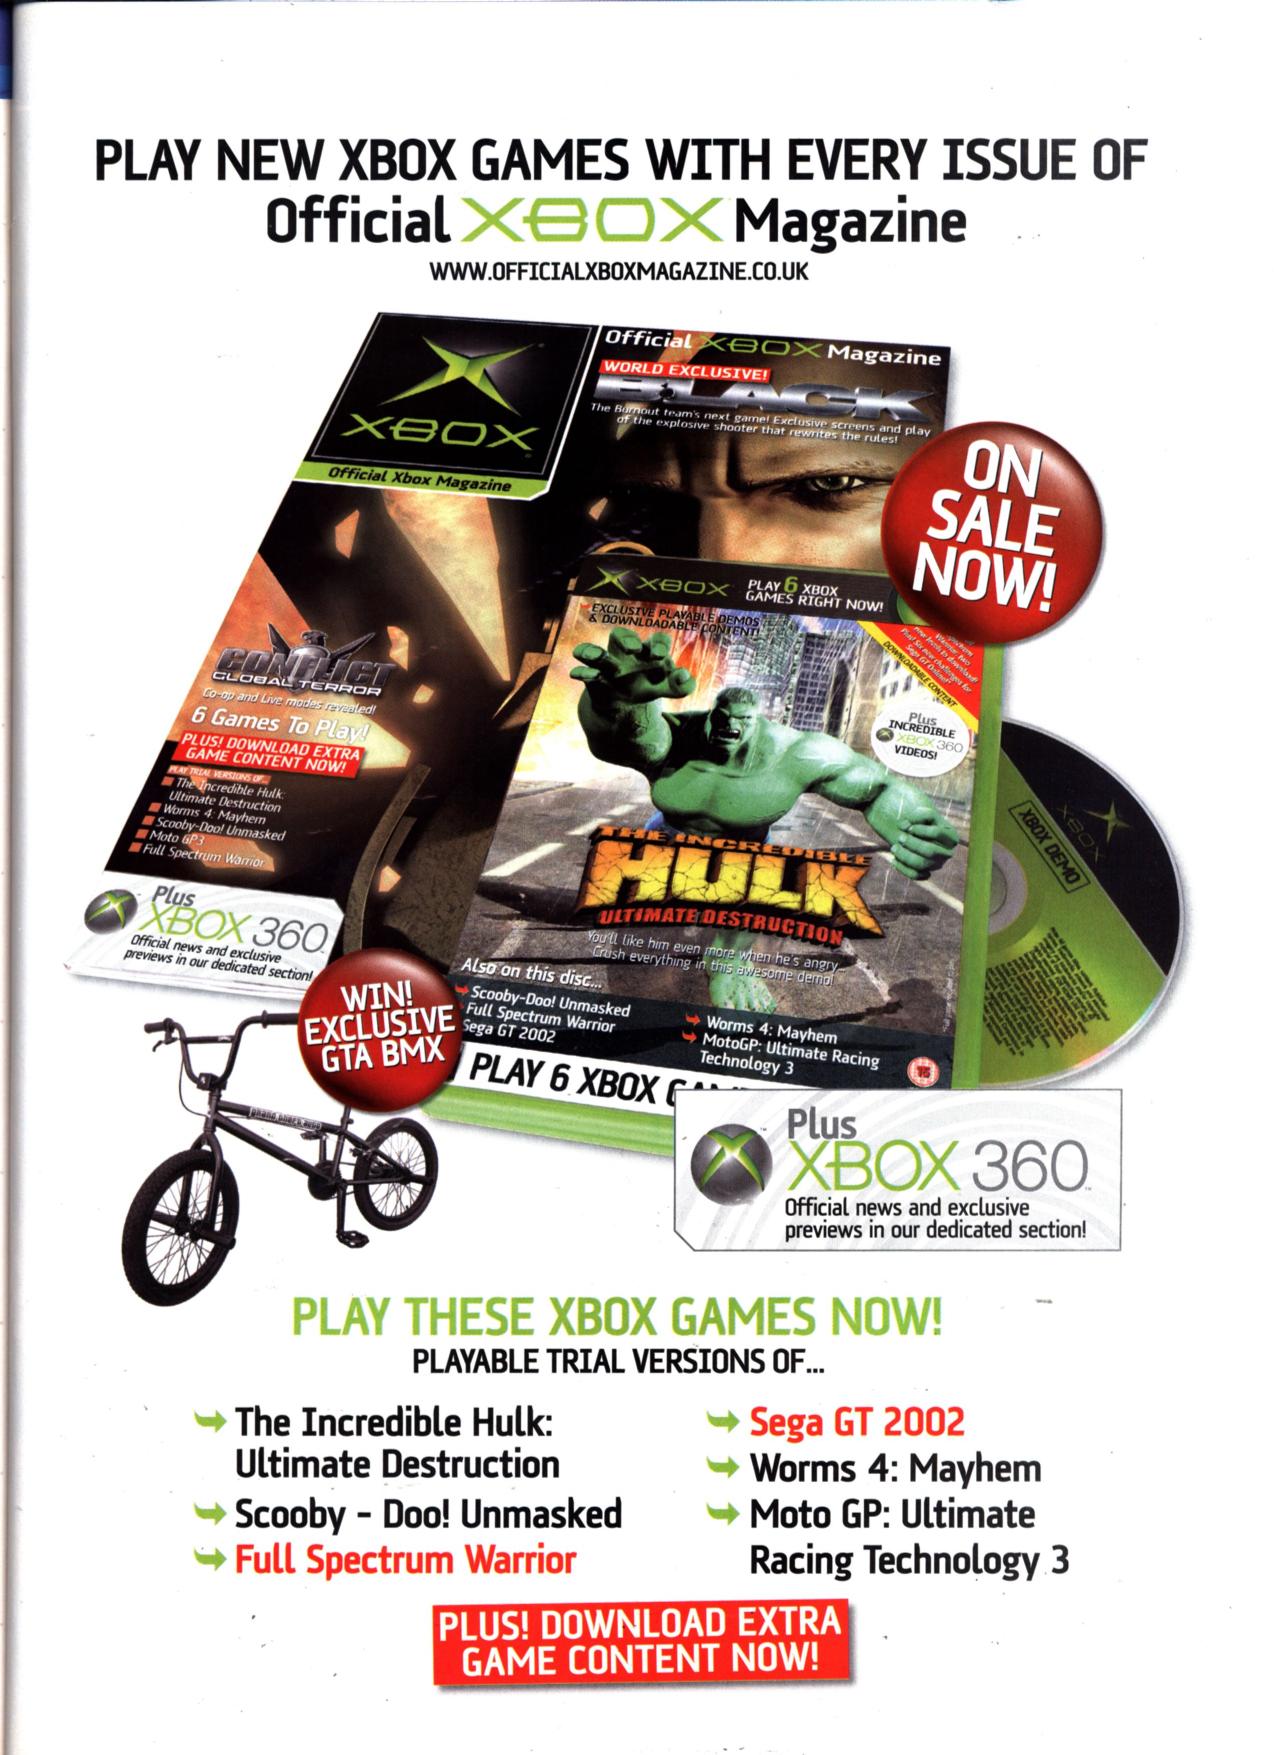 PLAY NEW XBOX GAMES WITH EVERY ISSUE OF
Official XBOX Magazine
WWW.OFFICIALXBOXMAGAZINE.CO.UK
XBOX
Official Xbox Magazine
Official XBOX Magazine
WORLD EXCLUSIVE!
BLACK
The Burnout team's next game! Exclusive screens and play
of the explosive shooter that rewrites the rules!
ON
SALE
NOW!
CONFLICT
GLOBAL TERROR
Co-op and Live modes revealed!
6 Games To Play!
PLUS! DOWNLOAD EXTRA
GAME CONTENT NOW!
PLAY TRIAL VERSIONS OF...
The Incredible Hulk:
Ultimate Destruction
Worms 4: Mayhem
Scooby-Doo! Unmasked
Moto GP3
Full Spectrum Warrior
Plus
XBOX 360
Official news and exclusive
previews in our dedicated section!
XBOX
PLAY 6 XBOX
GAMES RIGHT NOW!
EXCLUSIVE PLAYABLE DEMOS
& DOWNLOADABLE CONTENT!
DOWNLOADABLE CONTENT
Plus
INCREDIBLE
XBOX 360
VIDEOS!
THE INCREDIBLE
HULK
ULTIMATE DESTRUCTION
You'll like him even more when he's angry...
Crush everything in this awesome demo!
Also on this disc...
Scooby-Doo! Unmasked
Full Spectrum Warrior
Sega GT 2002
Worms 4: Mayhem
MotoGP: Ultimate Racing
Technology 3
15
PLAY 6 XBOX
XBOX
XBOX DEMO
WIN!
EXCLUSIVE
GTA BMX
Plus
XBOX 360
Official news and exclusive
previews in our dedicated section!
PLAY THESE XBOX GAMES NOW!
PLAYABLE TRIAL VERSIONS OF...
The Incredible Hulk:
Ultimate Destruction
Scooby - Doo! Unmasked
Full Spectrum Warrior
Sega GT 2002
Worms 4: Mayhem
Moto GP: Ultimate
Racing Technology 3
PLUS! DOWNLOAD EXTRA
GAME CONTENT NOW!